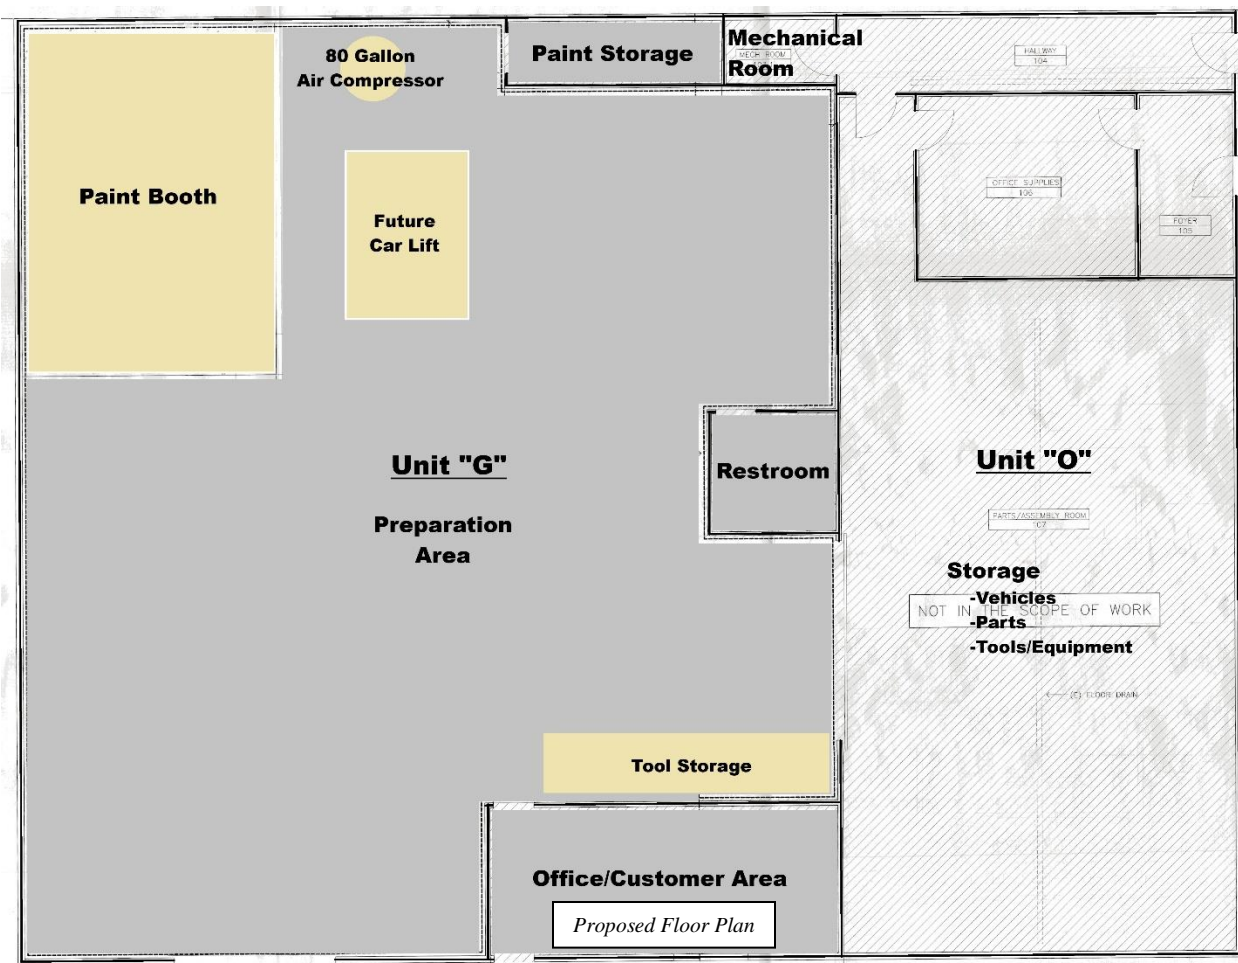 80 Gallon
Air Compressor
Paint Storage
Mechanical
Room
MECH ROOM
HALLWAY
104
Paint Booth
Future
Car Lift
OFFICE SUPPLIES
106
FOYER
Unit "G"
Preparation
Area
Restroom
Unit "O"
PARTS/ASSEMBLY ROOM
107
Storage
-Vehicles
NOT IN THE SCOPE OF WORK
-Parts
-Tools/Equipment
(E) FLOOR DRAIN
Tool Storage
Office/Customer Area
Proposed Floor Plan